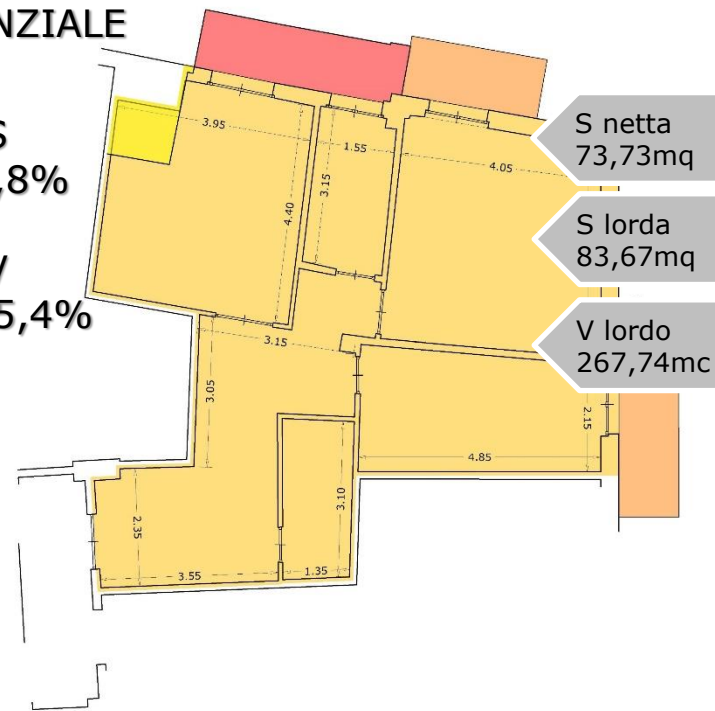 NZIALE
S
,8%
5,4%
3.95
1.55
4.05
3.15
4.40
S netta
73,73mq
S lorda
83,67mq
V lordo
267,74mc
3.15
3.05
2.15
4.85
3.10
2.35
3.55
1.35